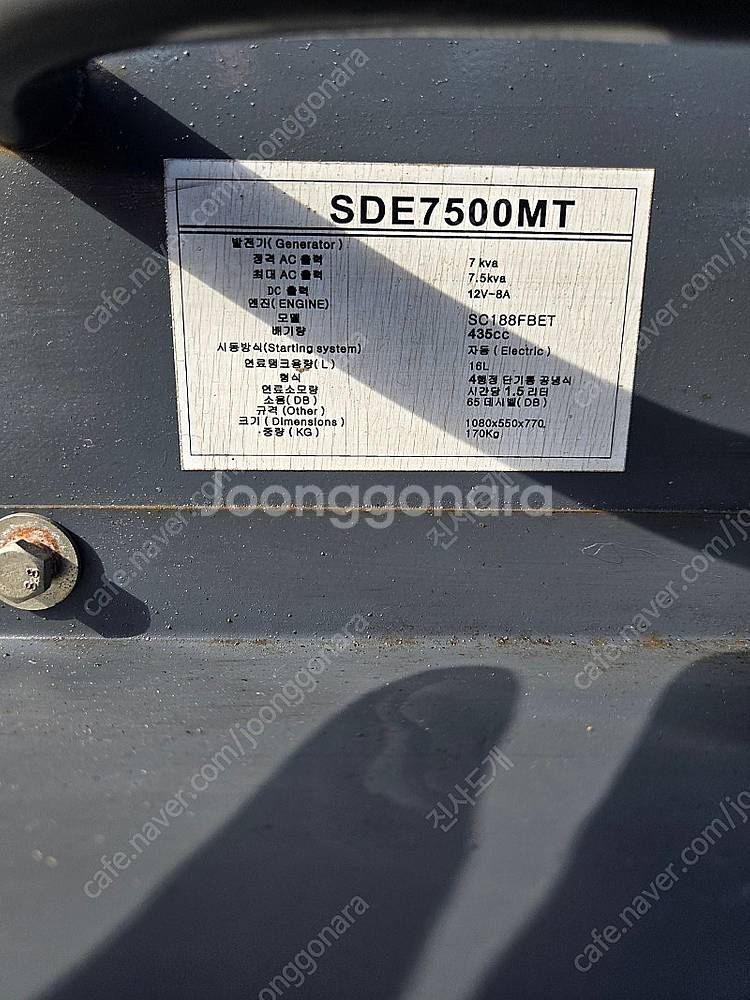 SDE7500MT
발전기( Generator )
정격 AC 출력 7 kva
최대 AC 출력 7.5kva
DC 출력 12V~8A
엔진( ENGINE)
모델 SC188FBET
배기량 435cc
시동방식(Starting system) 자동 ( Electric )
연료탱크용량( L ) 16L
형식 4행정 단기통 공냉식
연료소모량 시간당 1.5 리터
소음( DB ) 65 데시벨( DB )
규격 (Other )
크기 ( Dimensions ) 1080x550x770
중량 ( KG ) 170Kg
8.8
Joonggonara
진사도개
cafe.naver.com/joonggonara